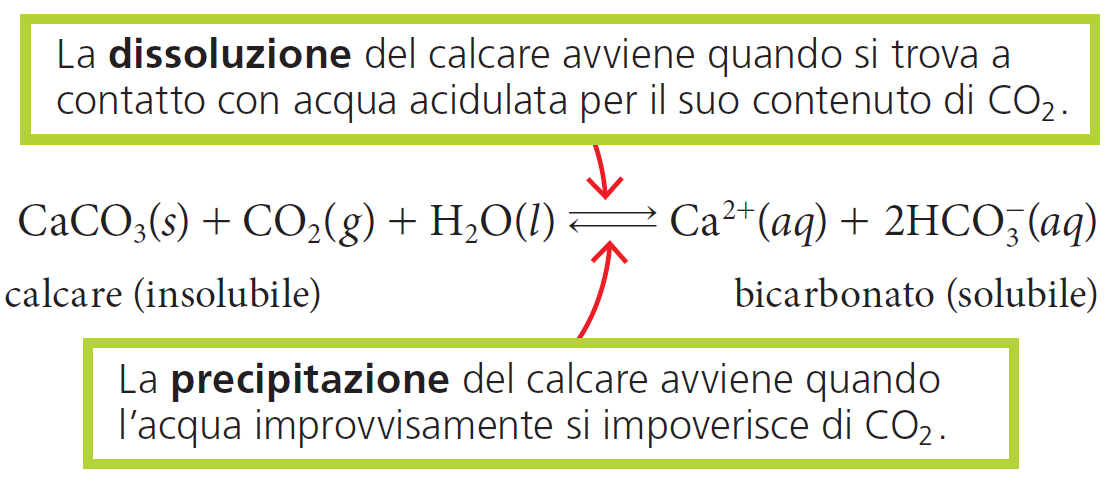 La dissoluzione del calcare avviene quando si trova a
contatto con acqua acidulata per il suo contenuto di CO₂.
CaCO₃(s) + CO₂(g) + H₂O(l) ⇌ Ca²⁺(aq) + 2HCO₃⁻(aq)
calcare (insolubile) bicarbonato (solubile)
La precipitazione del calcare avviene quando
l'acqua improvvisamente si impoverisce di CO₂.